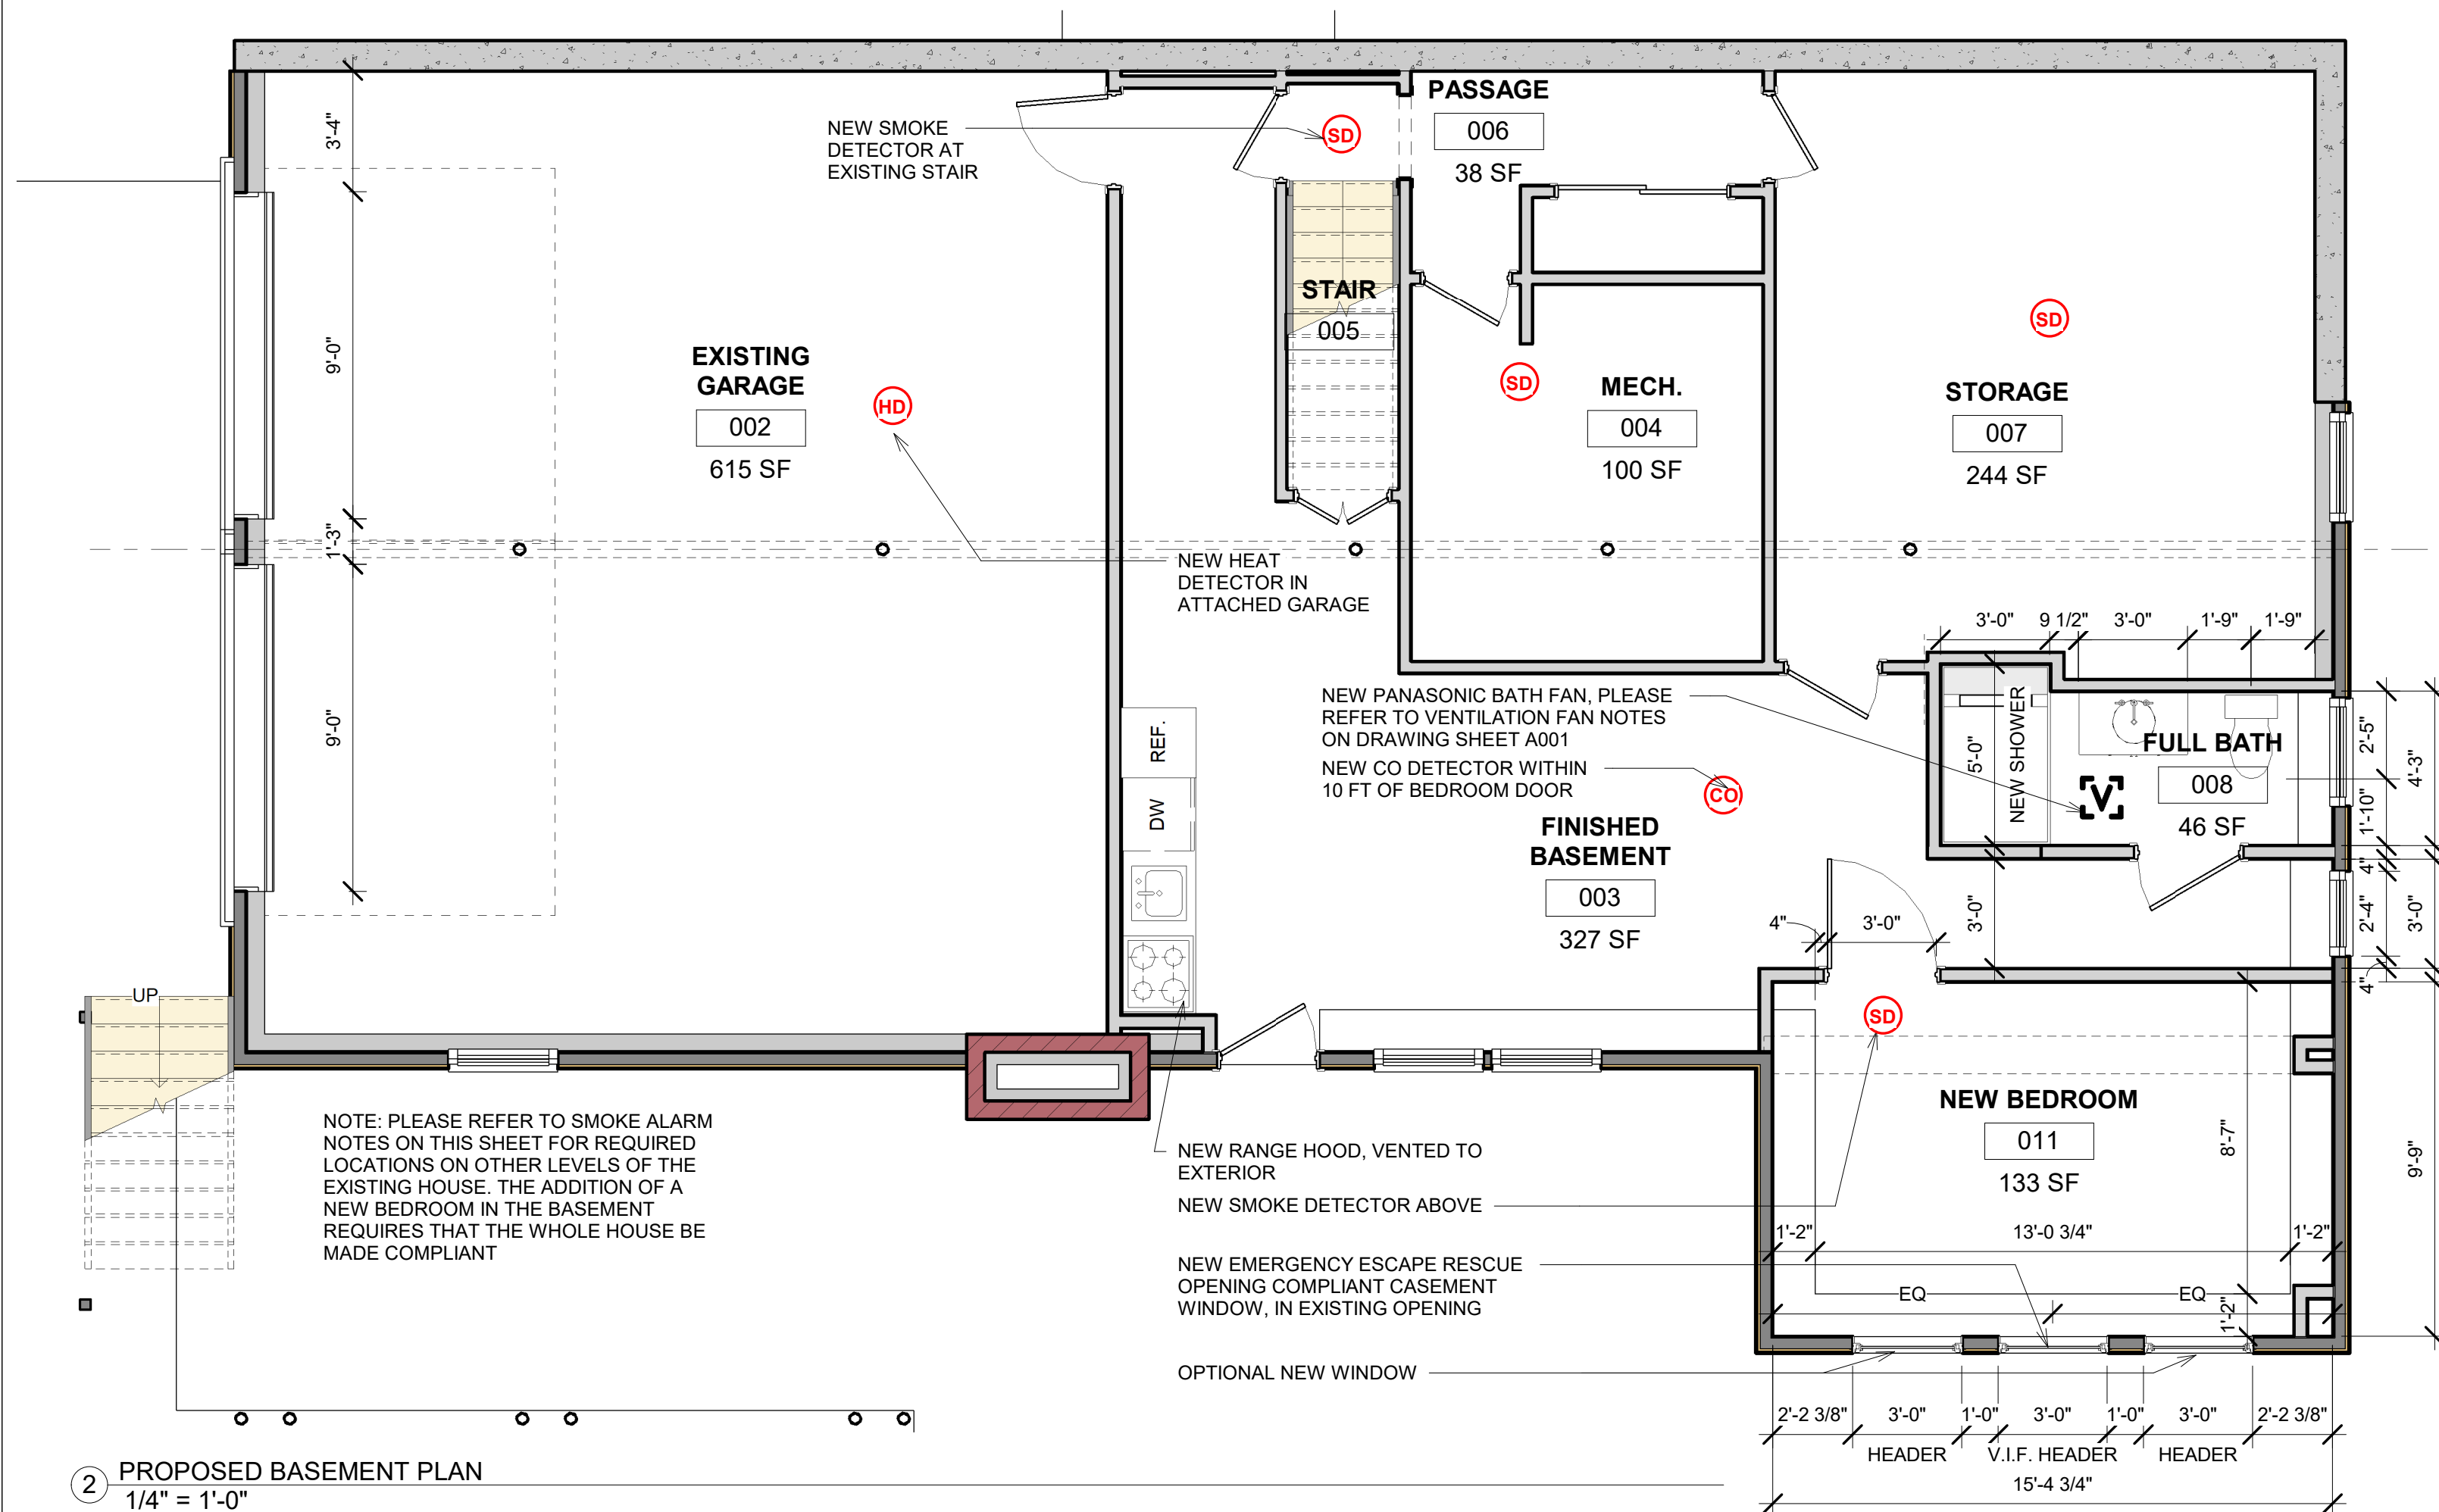 PASSAGE
006
38 SF
NEW SMOKE
DETECTOR AT
EXISTING STAIR
SD
3'-4"
9'-0"
1'-3"
9'-0"
EXISTING
GARAGE
002
615 SF
HD
STAIR
005
SD
MECH.
004
100 SF
SD
STORAGE
007
244 SF
NEW HEAT
DETECTOR IN
ATTACHED GARAGE
3'-0"
9 1/2"
3'-0"
1'-9"
1'-9"
NEW PANASONIC BATH FAN, PLEASE
REFER TO VENTILATION FAN NOTES
ON DRAWING SHEET A001
NEW CO DETECTOR WITHIN
10 FT OF BEDROOM DOOR
CO
REF.
DW
5'-0"
NEW SHOWER
V
FULL BATH
008
46 SF
2'-5"
4'-3"
1'-10"
4"
2'-4"
3'-0"
4"
9'-9"
FINISHED
BASEMENT
003
327 SF
4"
3'-0"
3'-0"
UP
SD
NEW BEDROOM
011
133 SF
8'-7"
1'-2"
13'-0 3/4"
1'-2"
EQ
EQ
1'-2"
NOTE: PLEASE REFER TO SMOKE ALARM
NOTES ON THIS SHEET FOR REQUIRED
LOCATIONS ON OTHER LEVELS OF THE
EXISTING HOUSE. THE ADDITION OF A
NEW BEDROOM IN THE BASEMENT
REQUIRES THAT THE WHOLE HOUSE BE
MADE COMPLIANT
NEW RANGE HOOD, VENTED TO
EXTERIOR
NEW SMOKE DETECTOR ABOVE
NEW EMERGENCY ESCAPE RESCUE
OPENING COMPLIANT CASEMENT
WINDOW, IN EXISTING OPENING
OPTIONAL NEW WINDOW
2'-2 3/8"
3'-0"
1'-0"
3'-0"
1'-0"
3'-0"
2'-2 3/8"
HEADER
V.I.F. HEADER
HEADER
15'-4 3/4"
2
PROPOSED BASEMENT PLAN
1/4" = 1'-0"